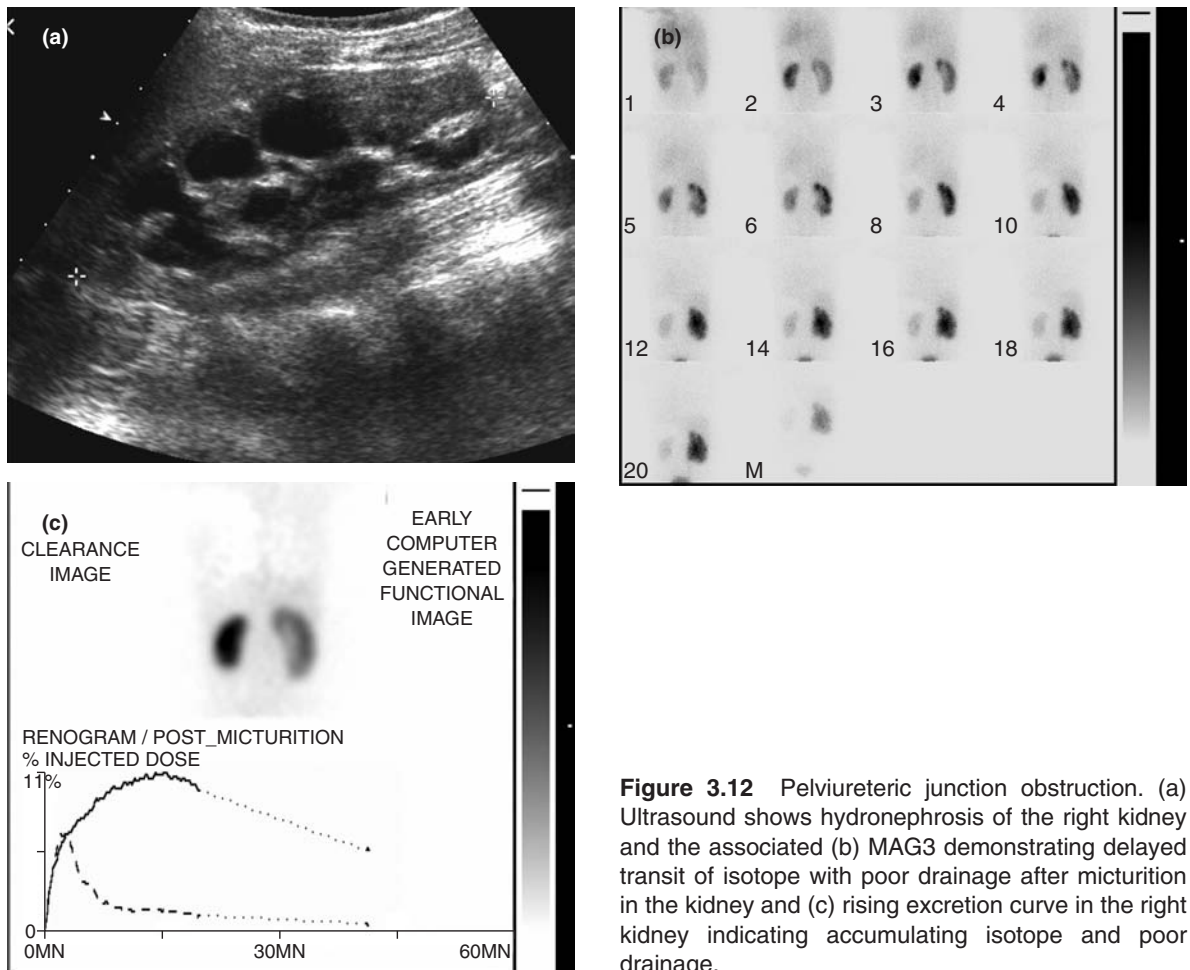 (a)
(b)
1 2 3 4
5 6 8 10
12 14 16 18
20 M
(c)
CLEARANCE
IMAGE
EARLY
COMPUTER
GENERATED
FUNCTIONAL
IMAGE
RENOGRAM / POST_MICTURITION
% INJECTED DOSE
11%
0
0MN 30MN 60MN
Figure 3.12 Pelviureteric junction obstruction. (a)
Ultrasound shows hydronephrosis of the right kidney
and the associated (b) MAG3 demonstrating delayed
transit of isotope with poor drainage after micturition
in the kidney and (c) rising excretion curve in the right
kidney indicating accumulating isotope and poor
drainage.